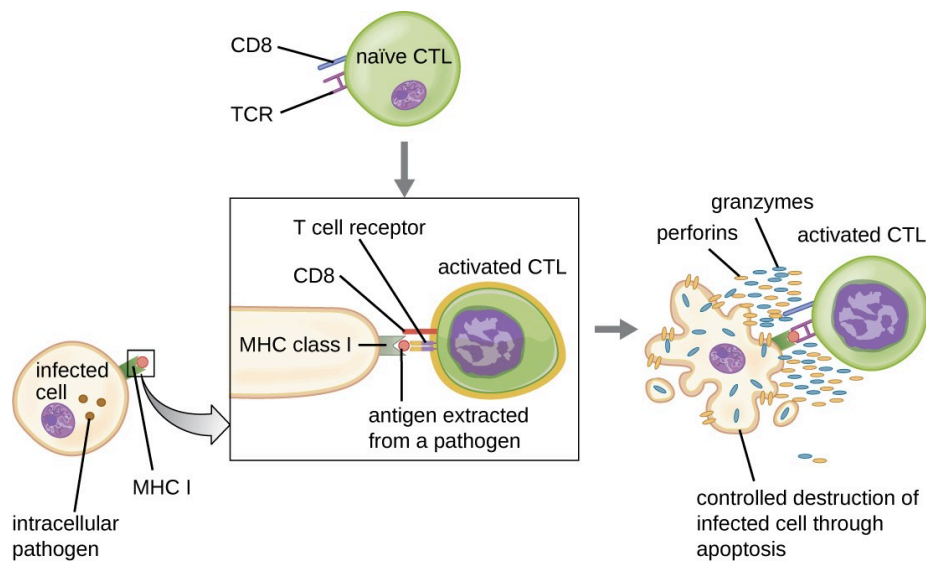 CD8
naïve CTL
TCR
T cell receptor
CD8
activated CTL
MHC class I
antigen extracted
from a pathogen
infected
cell
MHC I
intracellular
pathogen
granzymes
perforins
activated CTL
controlled destruction of
infected cell through
apoptosis